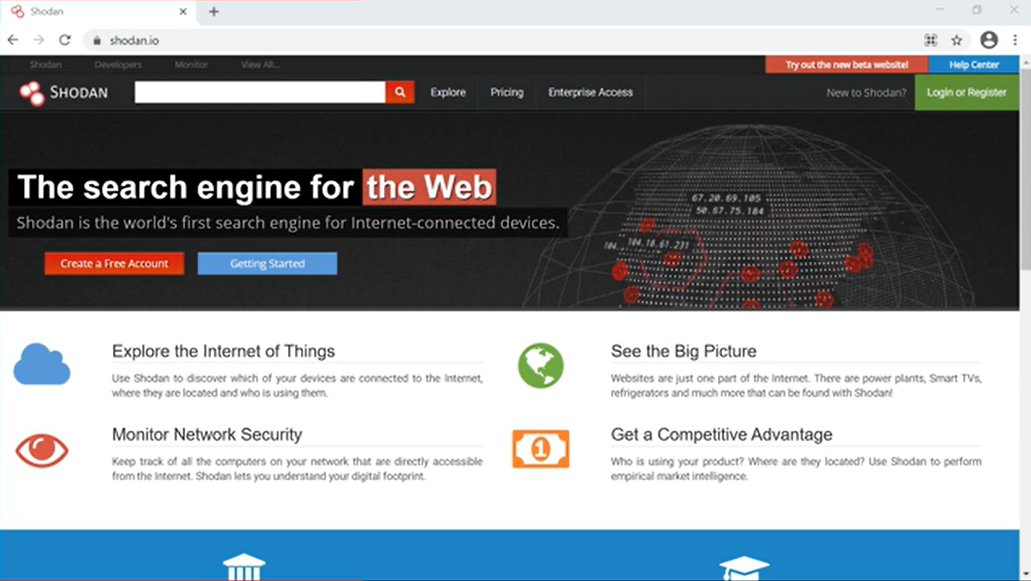 Shodan
shodan.io
Shodan Developers Monitor View All...
Try out the new beta website! Help Center
SHODAN Explore Pricing Enterprise Access New to Shodan? Login or Register
The search engine for the Web
Shodan is the world's first search engine for Internet-connected devices.
Create a Free Account Getting Started
67.20.69.105
50.67.75.184
104.
104.18.61.231
Explore the Internet of Things
Use Shodan to discover which of your devices are connected to the Internet,
where they are located and who is using them.
See the Big Picture
Websites are just one part of the Internet. There are power plants, Smart TVs,
refrigerators and much more that can be found with Shodan!
Monitor Network Security
Keep track of all the computers on your network that are directly accessible
from the Internet. Shodan lets you understand your digital footprint.
1
Get a Competitive Advantage
Who is using your product? Where are they located? Use Shodan to perform
empirical market intelligence.